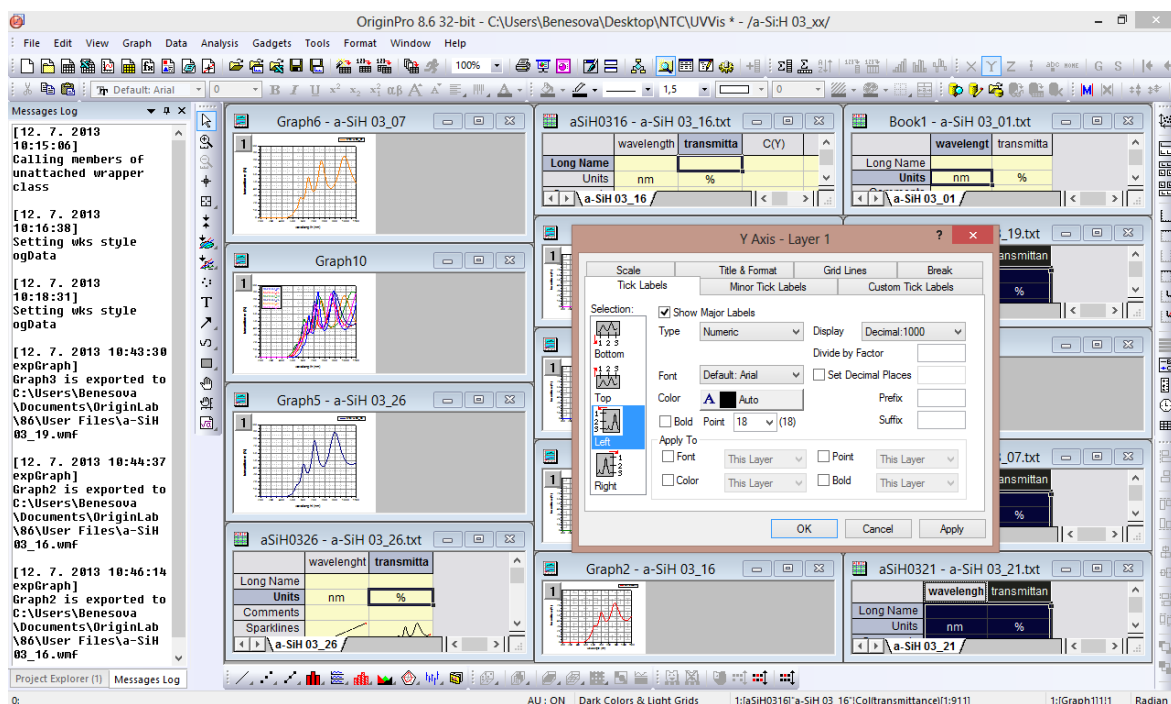 OriginPro 8.6 32-bit - C:\Users\Benesova\Desktop\NTC\UVVis * - /a-Si:H 03_xx/
File Edit View Graph Data Analysis Gadgets Tools Format Window Help
100%
Default: Arial 0 B I U 1,5 0
Messages Log
[12. 7. 2013
10:15:06]
Calling members of
unattached wrapper
class
[12. 7. 2013
10:16:38]
Setting wks style
ogData
[12. 7. 2013
10:18:31]
Setting wks style
ogData
[12. 7. 2013 10:43:30
expGraph]
Graph3 is exported to
C:\Users\Benesova
\Documents\OriginLab
\86\User Files\a-SiH
03_19.wmf
[12. 7. 2013 10:44:37
expGraph]
Graph2 is exported to
C:\Users\Benesova
\Documents\OriginLab
\86\User Files\a-SiH
03_16.wmf
[12. 7. 2013 10:46:14
expGraph]
Graph2 is exported to
C:\Users\Benesova
\Documents\OriginLab
\86\User Files\a-SiH
03_16.wmf
Project Explorer (1) Messages Log
Graph6 - a-SiH 03_07
1
Graph10
1
Graph5 - a-SiH 03_26
1
aSiH0326 - a-SiH 03_26.txt
wavelenght transmitta
Long Name
Units nm %
Comments
Sparklines
a-SiH 03_26
aSiH0316 - a-SiH 03_16.txt
wavelength transmitta C(Y)
Long Name
Units nm %
a-SiH 03_16
Book1 - a-SiH 03_01.txt
wavelengt transmitta
Long Name
Units nm %
a-SiH 03_01
_19.txt
ansmittan
%
_07.txt
ansmittan
%
Y Axis - Layer 1
Scale Title & Format Grid Lines Break
Tick Labels Minor Tick Labels Custom Tick Labels
Selection:
Bottom
Top
Left
Right
Show Major Labels
Type Numeric Display Decimal:1000
Divide by Factor
Font Default: Arial Set Decimal Places
Color A Auto Prefix
Bold Point 18 (18) Suffix
Apply To
Font This Layer Point This Layer
Color This Layer Bold This Layer
OK Cancel Apply
Graph2 - a-SiH 03_16
1
aSiH0321 - a-SiH 03_21.txt
wavelengh transmittan
Long Name
Units nm %
a-SiH 03_21
0: AU : ON Dark Colors & Light Grids 1:[aSiH0316]"a-SiH 03_16"!Col(transmittance)[1:911] 1:[Graph1]1!1 Radian